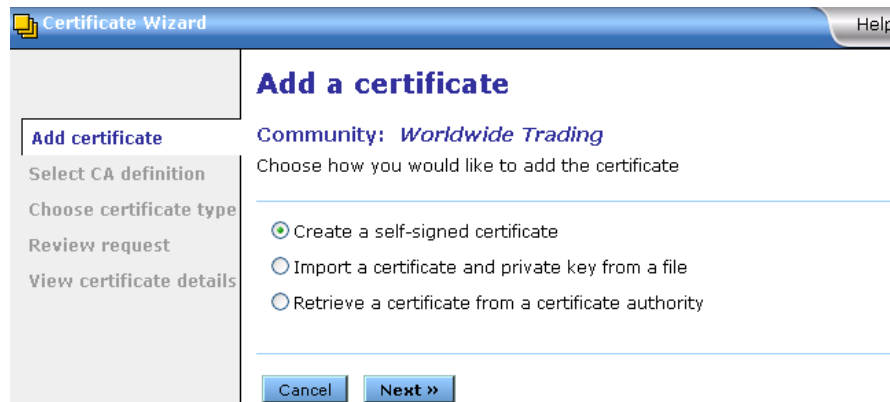 Certificate Wizard
Help
Add certificate
Select CA definition
Choose certificate type
Review request
View certificate details
Add a certificate
Community: Worldwide Trading
Choose how you would like to add the certificate
Create a self-signed certificate
Import a certificate and private key from a file
Retrieve a certificate from a certificate authority
Cancel
Next »